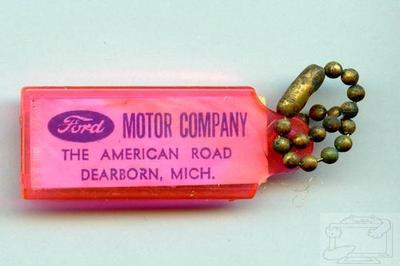 Ford MOTOR COMPANY
THE AMERICAN ROAD
DEARBORN, MICH.